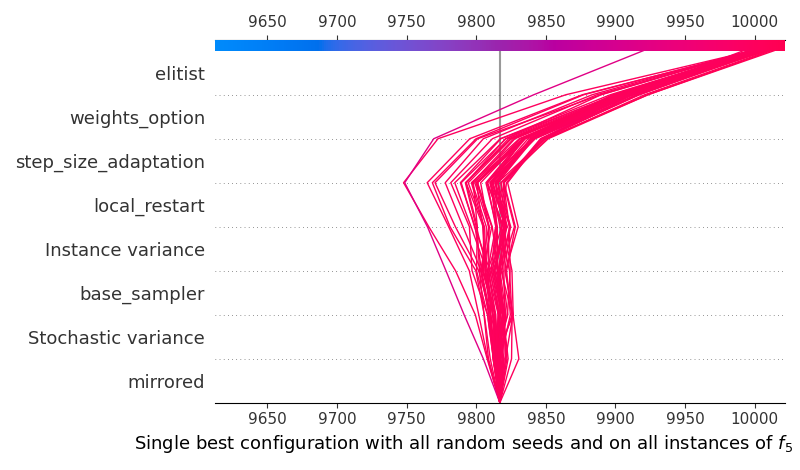 9650 9700 9750 9800 9850 9900 9950 10000
elitist
weights_option
step_size_adaptation
local_restart
Instance variance
base_sampler
Stochastic variance
mirrored
9650 9700 9750 9800 9850 9900 9950 10000
Single best configuration with all random seeds and on all instances of f₅